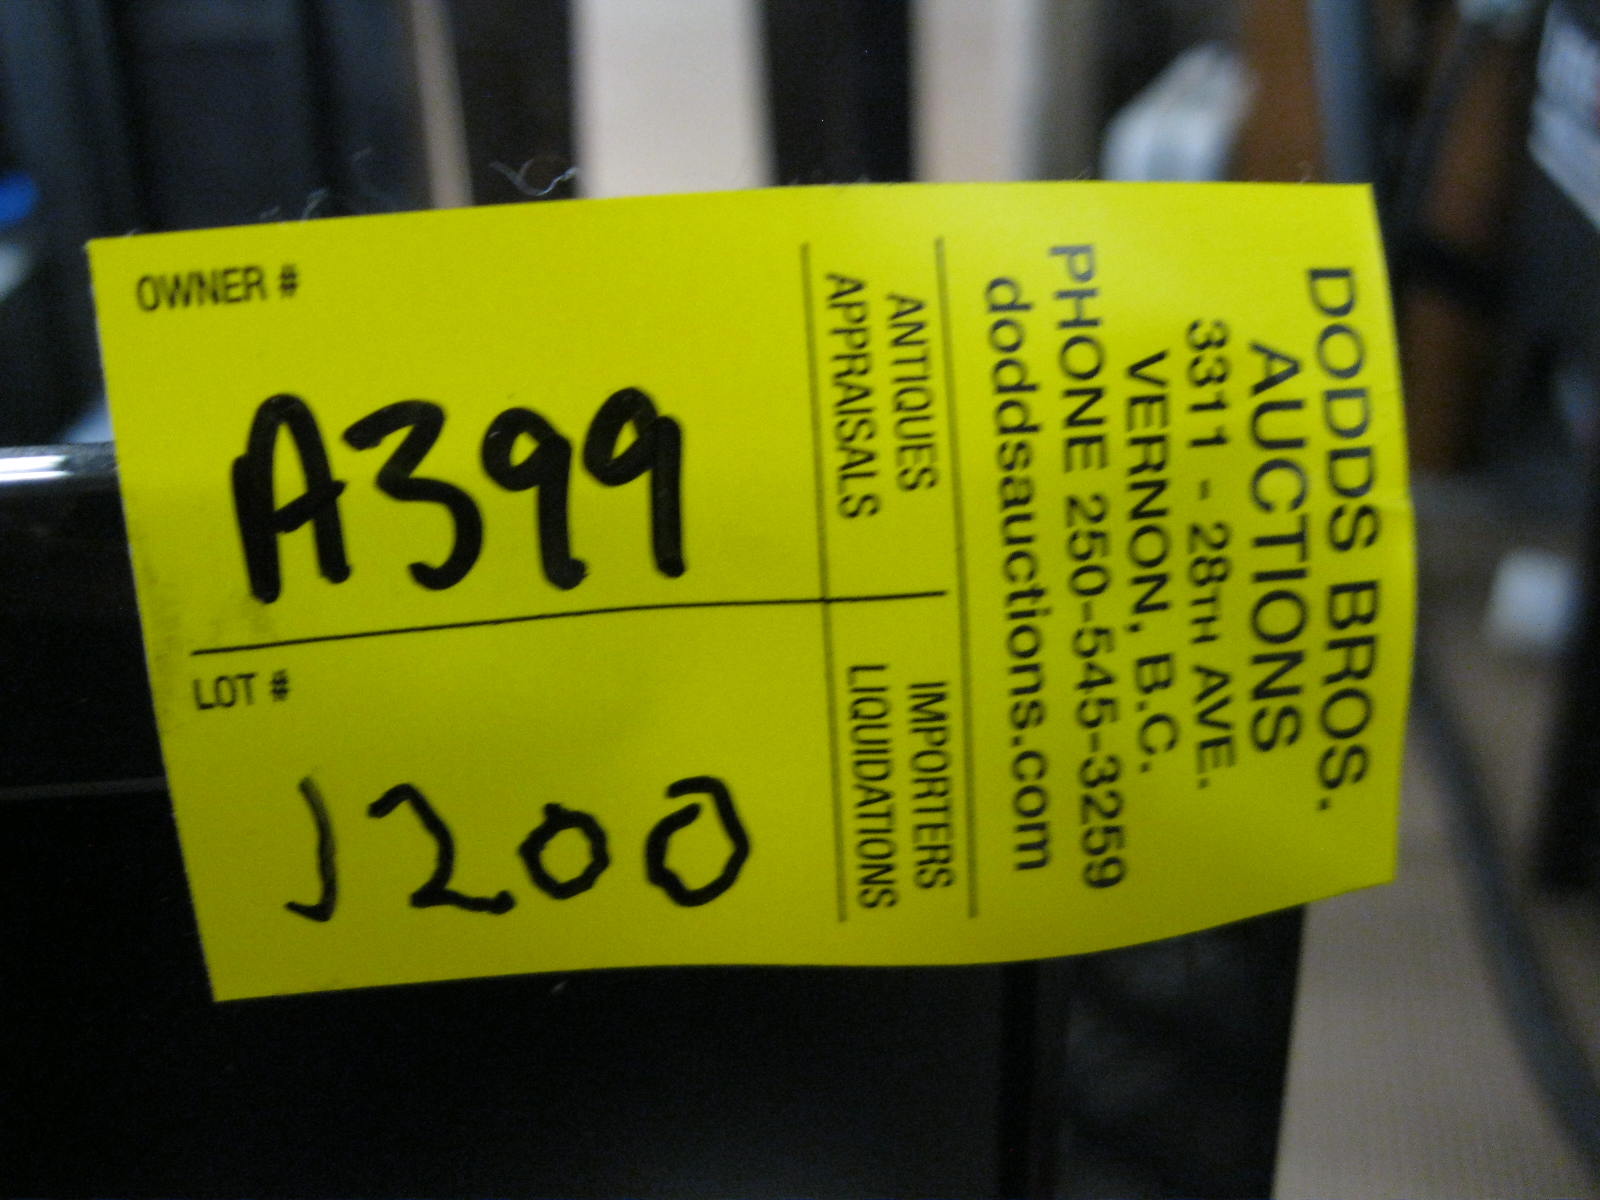 DODDS BROS.
AUCTIONS
3311 - 28TH AVE.
VERNON, B.C.
PHONE 250-545-3259
doddsauctions.com
ANTIQUES IMPORTERS
APPRAISALS LIQUIDATIONS
OWNER #
A399
LOT #
J200